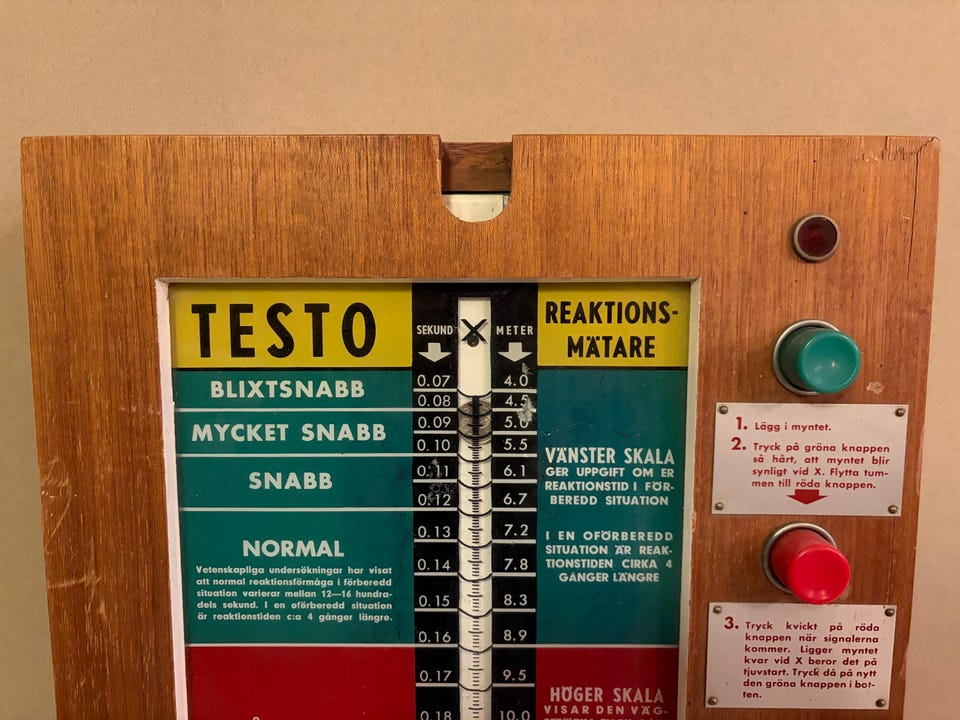 TESTO
SEKUND
X
METER
REAKTIONS-
MÄTARE
BLIXTSNABB
MYCKET SNABB
SNABB
NORMAL
Vetenskapliga undersökningar har visat
att normal reaktionsförmåga i förberedd
situation varierar mellan 12—16 hundra-
dels sekund. I en oförberedd situation
är reaktionstiden c:a 4 gånger längre.
0.07 4.0
0.08 4.5
0.09 5.0
0.10 5.5
0.11 6.1
0.12 6.7
0.13 7.2
0.14 7.8
0.15 8.3
0.16 8.9
0.17 9.5
0.18 10.0
VÄNSTER SKALA
GER UPPGIFT OM ER
REAKTIONSTID I FÖR-
BEREDD SITUATION
I EN OFÖRBEREDD
SITUATION ÄR REAK-
TIONSTIDEN CIRKA 4
GÅNGER LÄNGRE
HÖGER SKALA
VISAR DEN VÄG-
1. Lägg i myntet.
2. Tryck på gröna knappen
så hårt, att myntet blir
synligt vid X. Flytta tum-
men till röda knappen.
3. Tryck kvickt på röda
knappen när signalerna
kommer. Ligger myntet
kvar vid X beror det på
tjuvstart. Tryck då på nytt
den gröna knappen i bot-
ten.